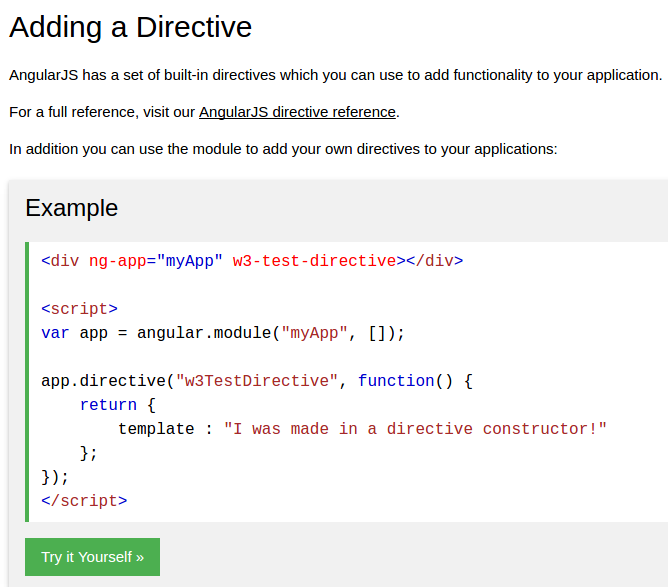 Adding a Directive
AngularJS has a set of built-in directives which you can use to add functionality to your application.
For a full reference, visit our AngularJS directive reference.
In addition you can use the module to add your own directives to your applications:
Example
<div ng-app="myApp" w3-test-directive></div>
<script>
var app = angular.module("myApp", []);
app.directive("w3TestDirective", function() {
    return {
        template : "I was made in a directive constructor!"
    };
});
</script>
Try it Yourself »